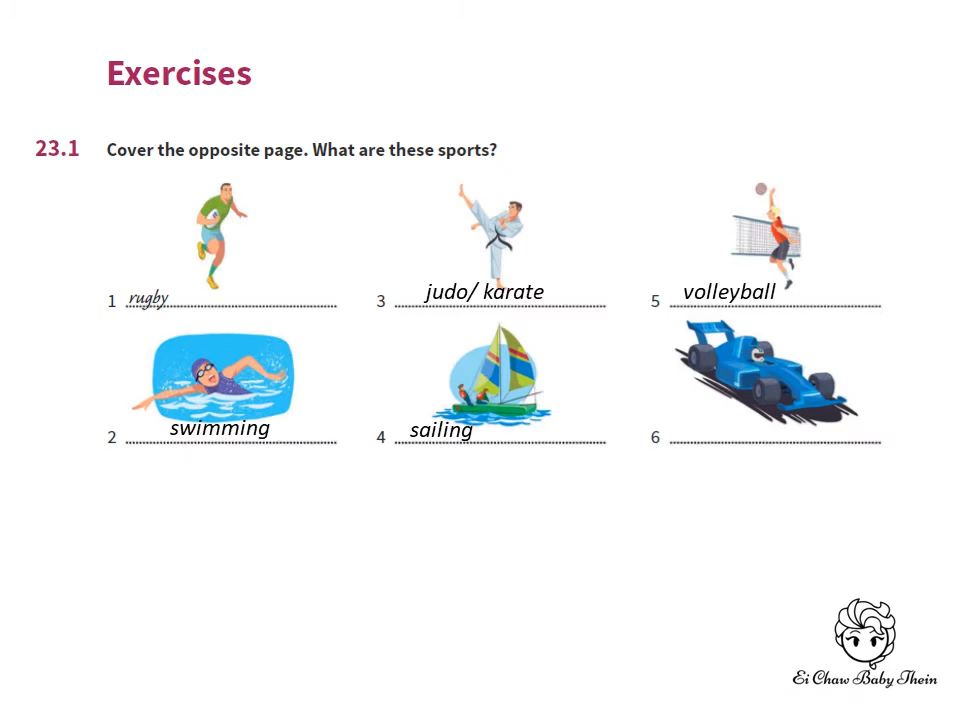 Exercises
23.1 Cover the opposite page. What are these sports?
1 rugby
3 judo/ karate
5 volleyball
2 swimming
4 sailing
6
Ei Chaw Baby Thein